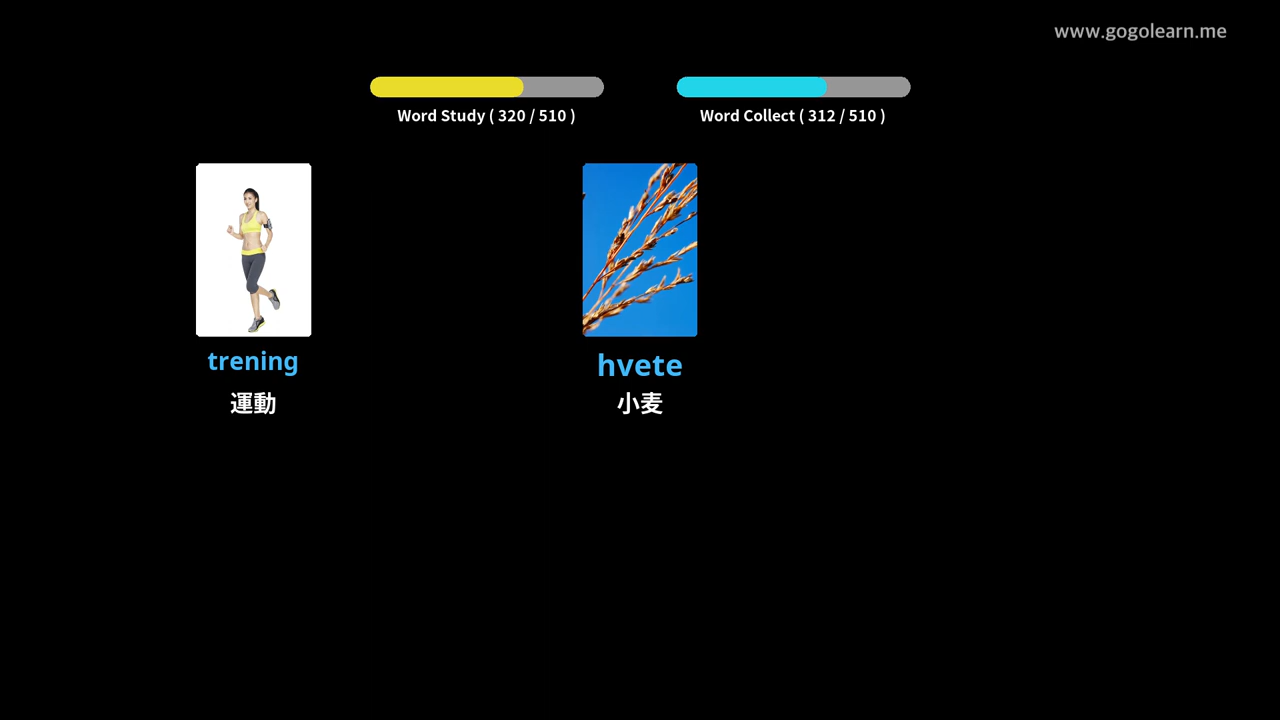 www.gogolearn.me
Word Study ( 320 / 510 )
Word Collect ( 312 / 510 )
trening
運動
hvete
小麦